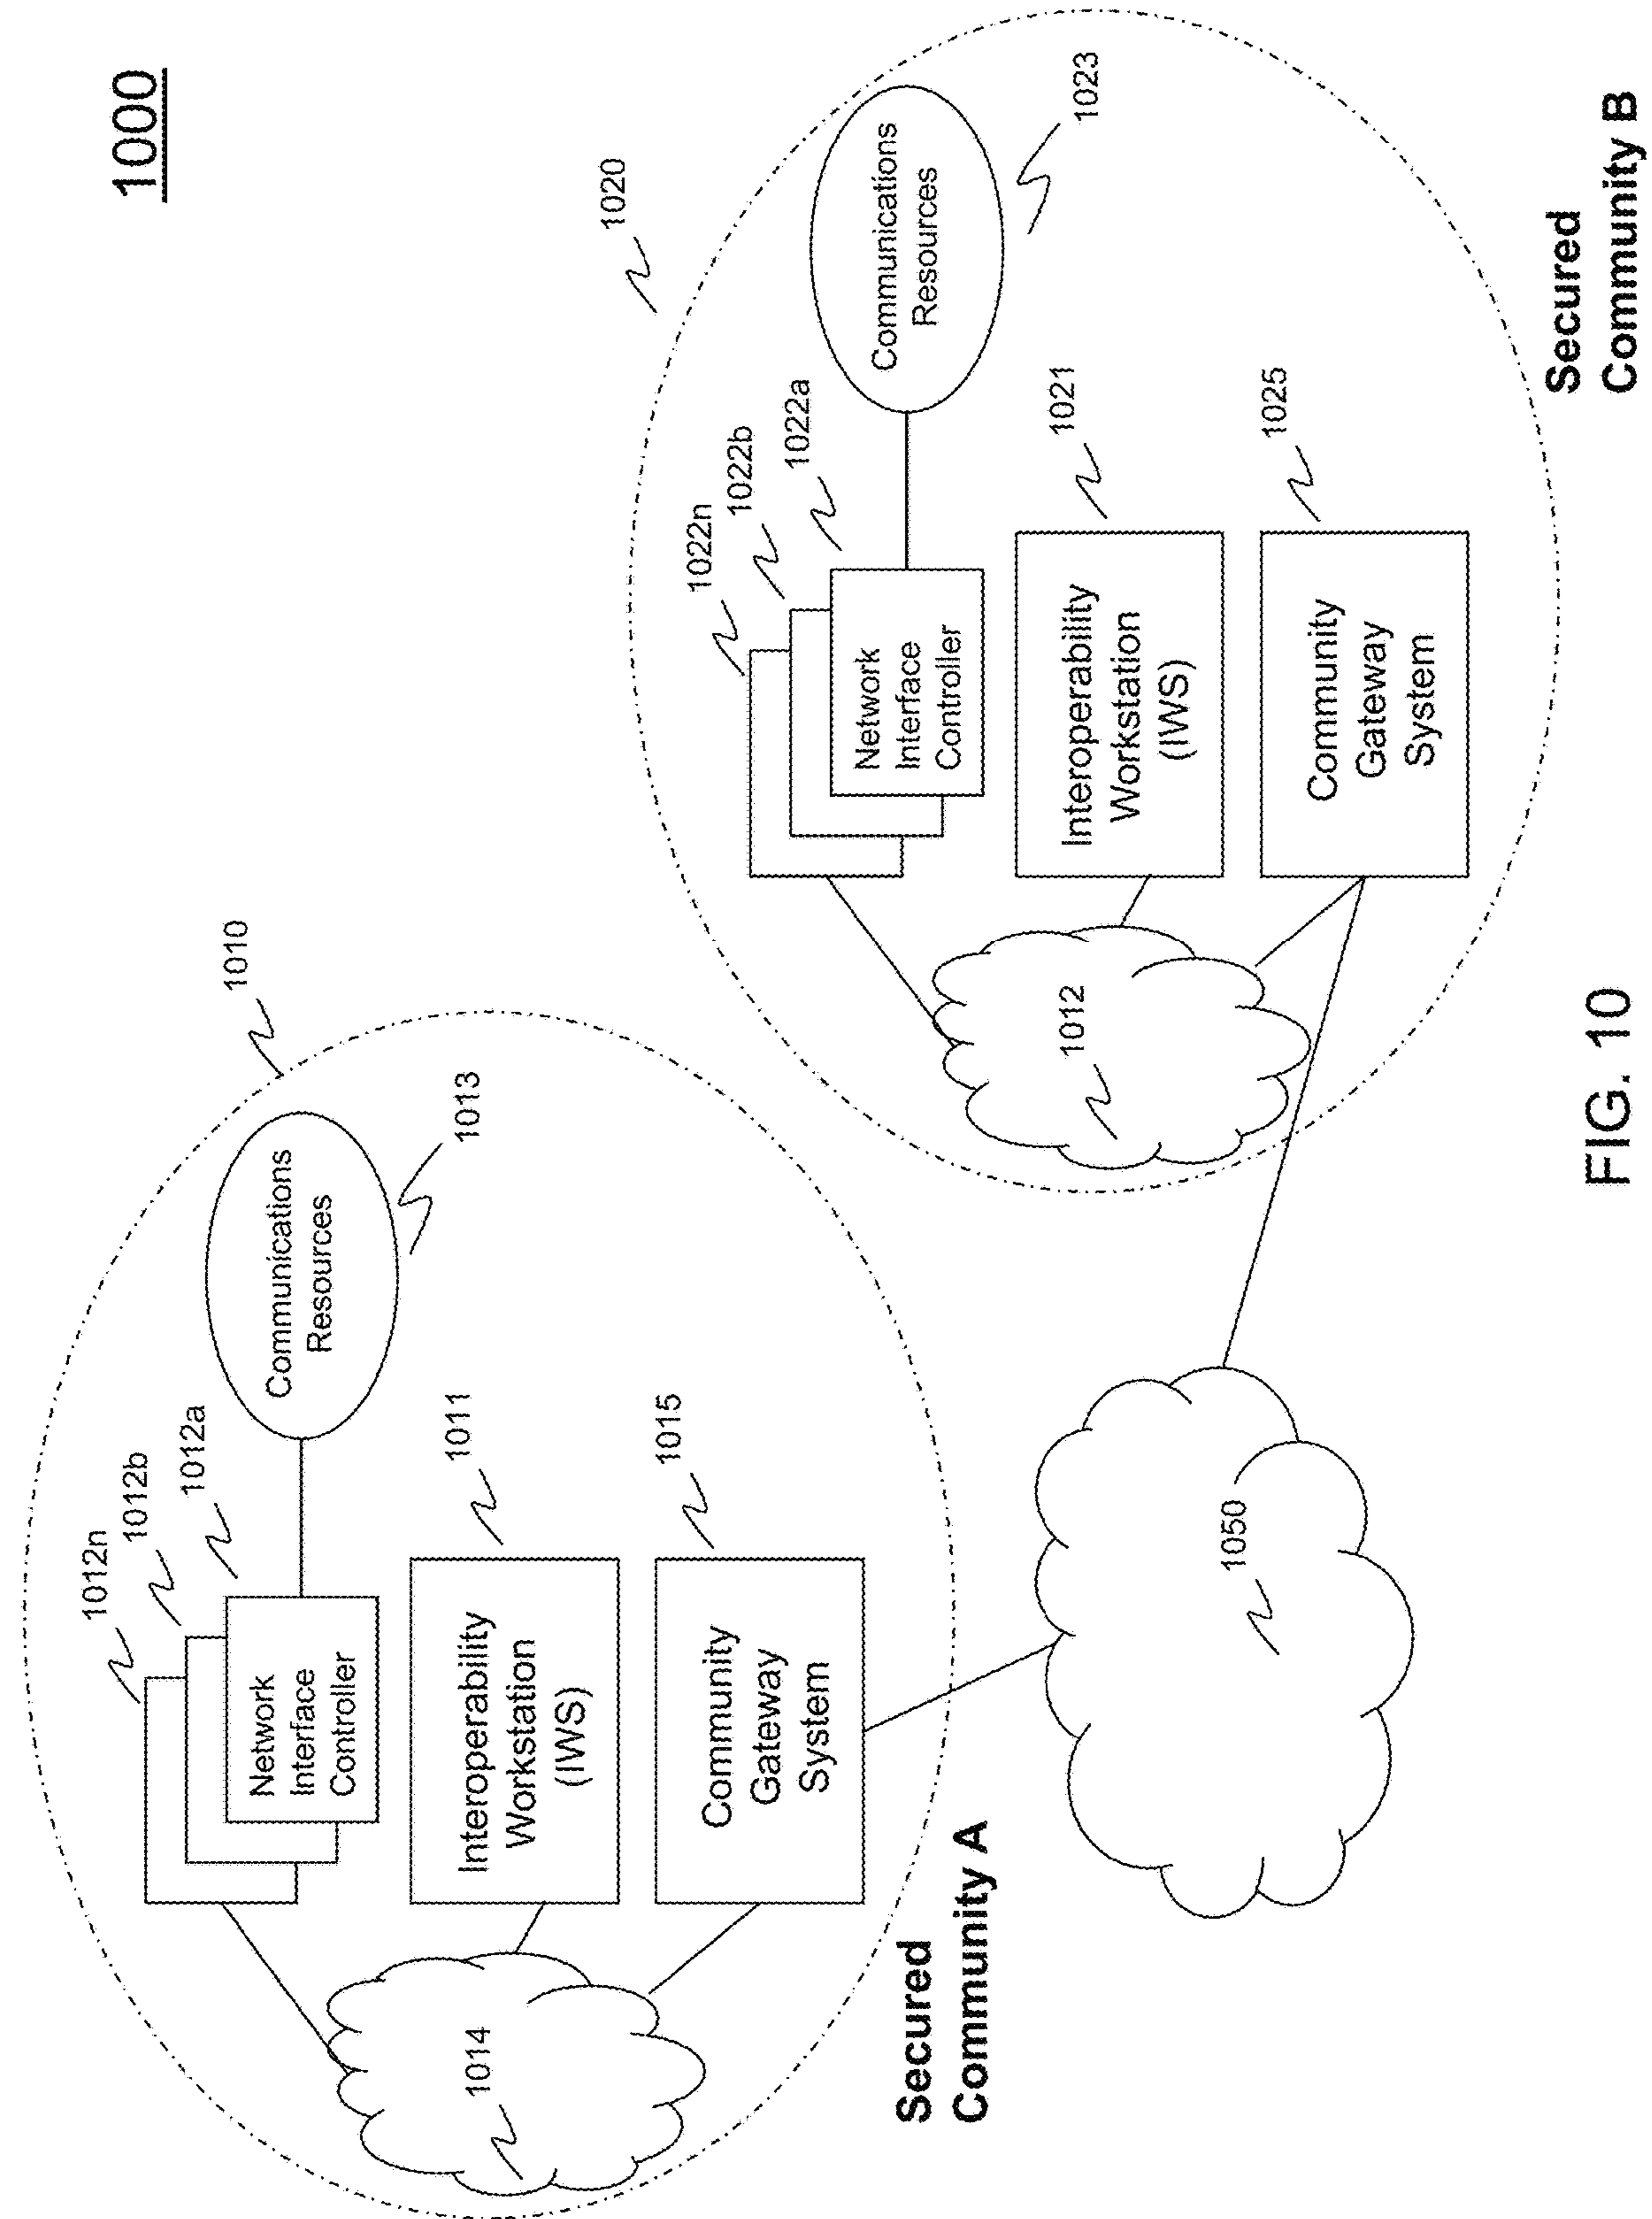 1000
1010
1012n
1012b
1012a
Network
Interface
Controller
Communications
Resources
1013
1014
Interoperability
Workstation
(IWS)
1011
Community
Gateway
System
1015
Secured
Community A
1050
1020
1022n
1022b
1022a
Network
Interface
Controller
Communications
Resources
1023
1012
Interoperability
Workstation
(IWS)
1021
Community
Gateway
System
1025
Secured
Community B
FIG. 10